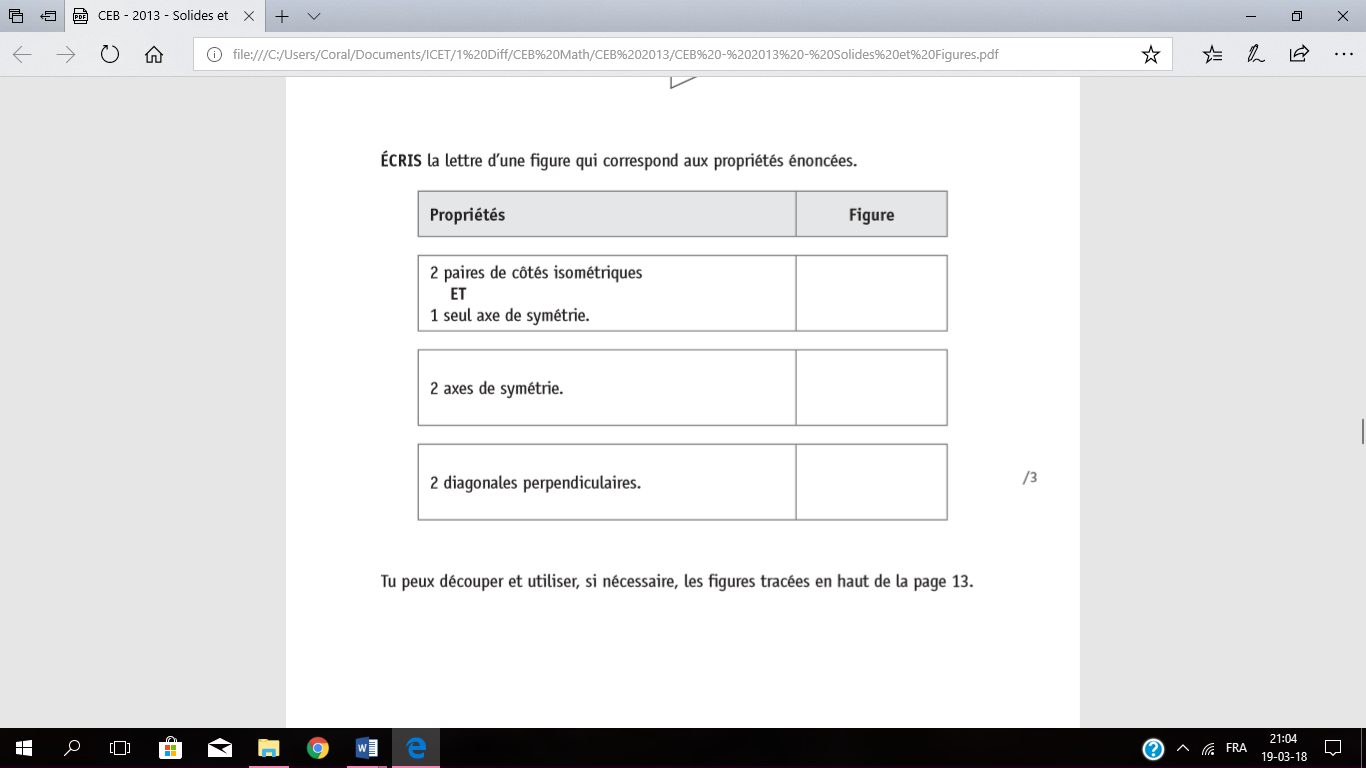 CEB - 2013 - Solides et
file:///C:/Users/Coral/Documents/ICET/1%20Diff/CEB%20Math/CEB%202013/CEB%20-%202013%20-%20Solides%20et%20Figures.pdf
ÉCRIS la lettre d'une figure qui correspond aux propriétés énoncées.
Propriétés Figure
2 paires de côtés isométriques
ET
1 seul axe de symétrie.
2 axes de symétrie.
2 diagonales perpendiculaires.
/3
Tu peux découper et utiliser, si nécessaire, les figures tracées en haut de la page 13.
FRA
21:04
19-03-18